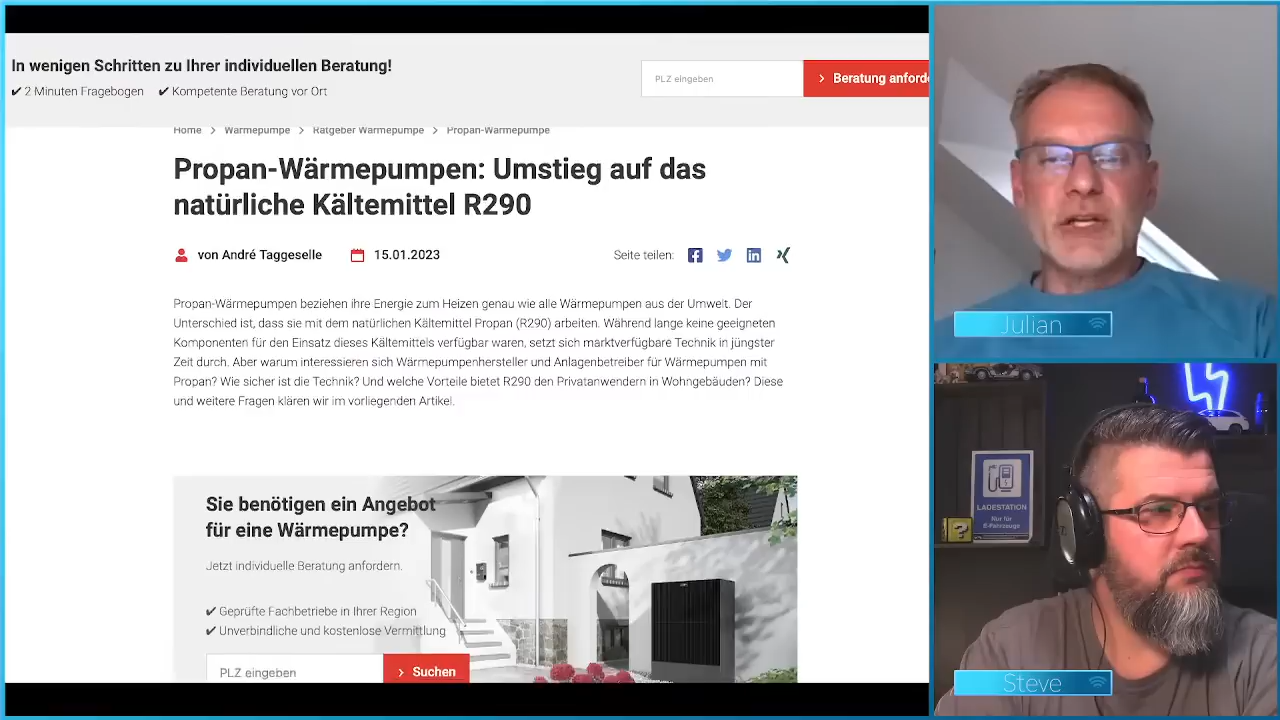 In wenigen Schritten zu Ihrer individuellen Beratung!
✔ 2 Minuten Fragebogen ✔ Kompetente Beratung vor Ort
PLZ eingeben
Beratung anforde
Home > Wärmepumpe > Ratgeber Wärmepumpe > Propan-Wärmepumpe
Propan-Wärmepumpen: Umstieg auf das
natürliche Kältemittel R290
von André Taggeselle 15.01.2023 Seite teilen:
Propan-Wärmepumpen beziehen ihre Energie zum Heizen genau wie alle Wärmepumpen aus der Umwelt. Der
Unterschied ist, dass sie mit dem natürlichen Kältemittel Propan (R290) arbeiten. Während lange keine geeigneten
Komponenten für den Einsatz dieses Kältemittels verfügbar waren, setzt sich marktverfügbare Technik in jüngster
Zeit durch. Aber warum interessieren sich Wärmepumpenhersteller und Anlagenbetreiber für Wärmepumpen mit
Propan? Wie sicher ist die Technik? Und welche Vorteile bietet R290 den Privatanwendern in Wohngebäuden? Diese
und weitere Fragen klären wir im vorliegenden Artikel.
Sie benötigen ein Angebot
für eine Wärmepumpe?
Jetzt individuelle Beratung anfordern.
✔ Geprüfte Fachbetriebe in Ihrer Region
✔ Unverbindliche und kostenlose Vermittlung
PLZ eingeben
> Suchen
Julian
LADESTATION
Nur für
E-Fahrzeuge
?
Steve